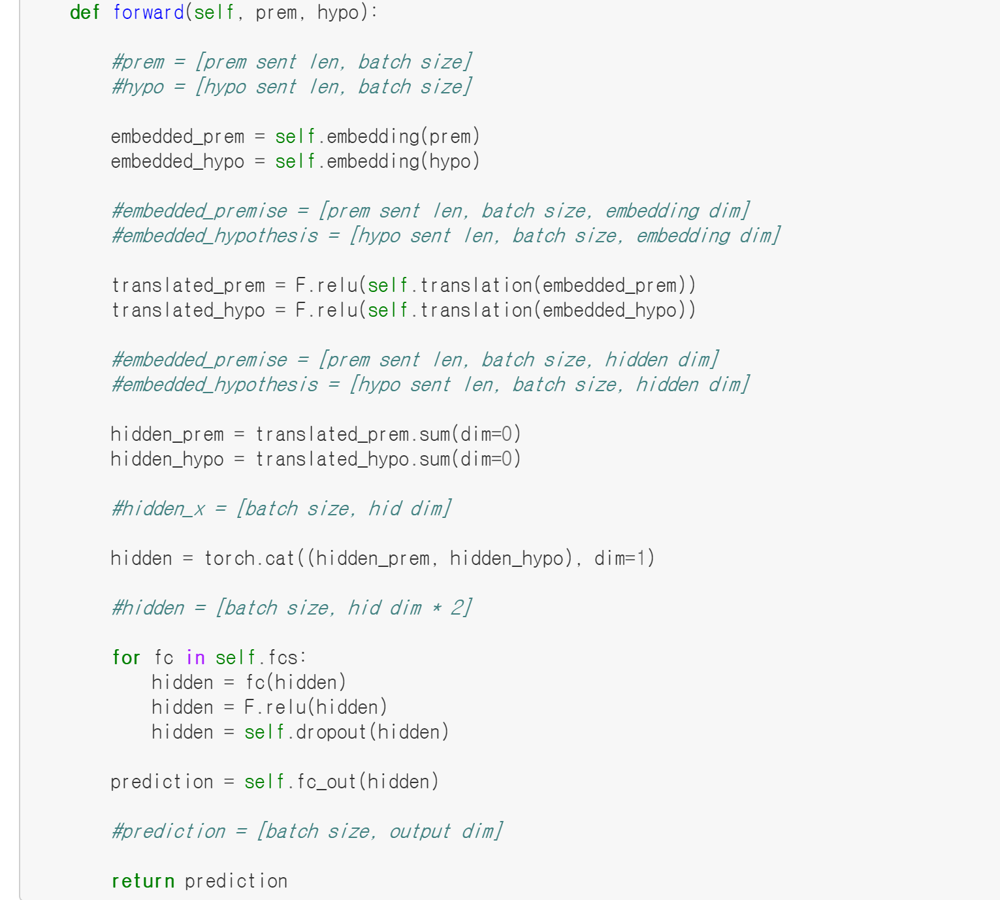 def forward(self, prem, hypo):
#prem = [prem sent len, batch size]
#hypo = [hypo sent len, batch size]
embedded_prem = self.embedding(prem)
embedded_hypo = self.embedding(hypo)
#embedded_premise = [prem sent len, batch size, embedding dim]
#embedded_hypothesis = [hypo sent len, batch size, embedding dim]
translated_prem = F.relu(self.translation(embedded_prem))
translated_hypo = F.relu(self.translation(embedded_hypo))
#embedded_premise = [prem sent len, batch size, hidden dim]
#embedded_hypothesis = [hypo sent len, batch size, hidden dim]
hidden_prem = translated_prem.sum(dim=0)
hidden_hypo = translated_hypo.sum(dim=0)
#hidden_x = [batch size, hid dim]
hidden = torch.cat((hidden_prem, hidden_hypo), dim=1)
#hidden = [batch size, hid dim * 2]
for fc in self.fcs:
hidden = fc(hidden)
hidden = F.relu(hidden)
hidden = self.dropout(hidden)
prediction = self.fc_out(hidden)
#prediction = [batch size, output dim]
return prediction